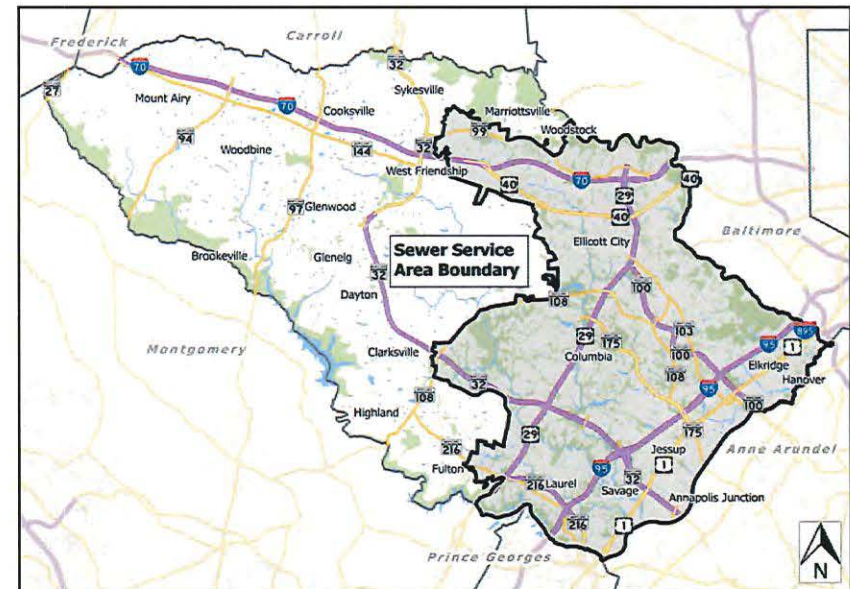 Frederick
Carroll
70
32
27
Mount Airy
Sykesville
70
Cooksville
Marriottsville
99
Woodstock
94
Woodbine
144
32
West Friendship
70
40
40
29
97
Glenwood
40
Ellicott City
Baltimore
Brookeville
Glenelg
Sewer Service
Area Boundary
32
Dayton
108
100
Montgomery
29
175
103
95
895
1
Clarksville
Columbia
100
Elkridge
32
108
95
Hanover
108
100
Highland
29
175
Anne Arundel
216
Jessup
Fulton
95
1
216
Laurel
32
Savage
Annapolis Junction
216
1
Prince Georges
N